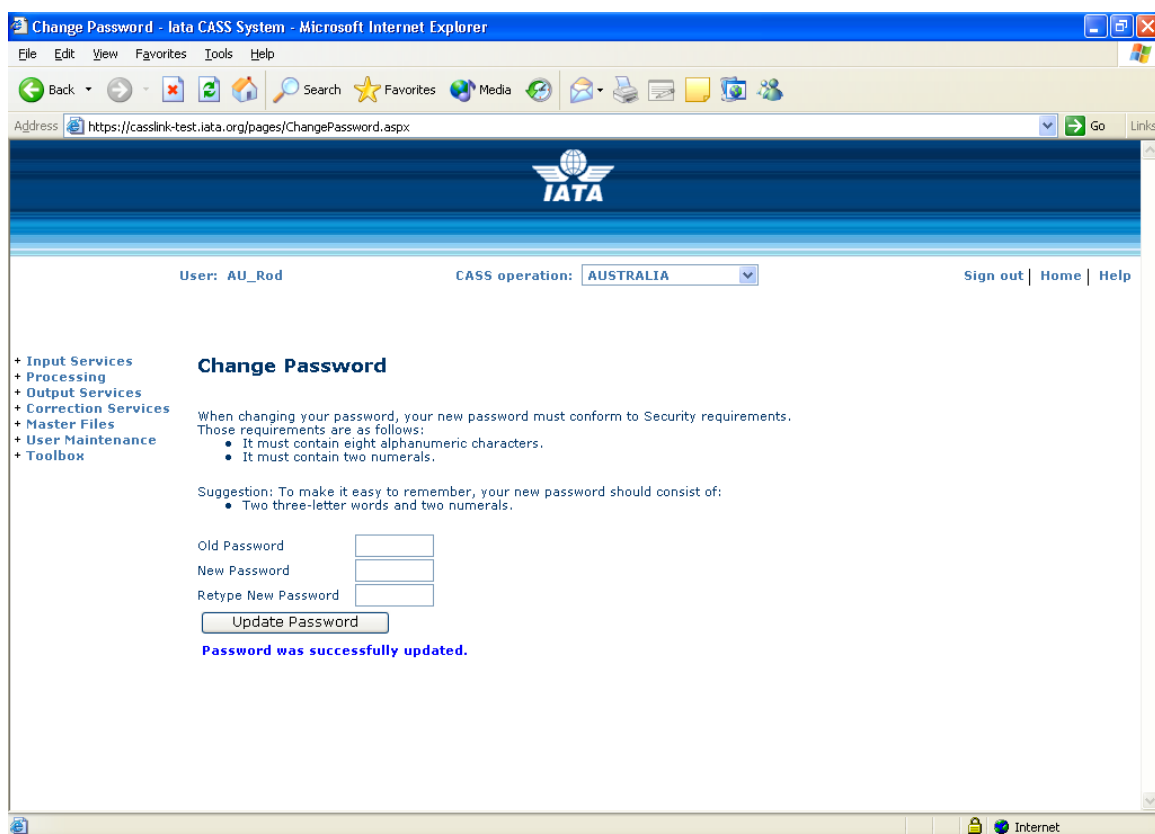 Change Password - Iata CASS System - Microsoft Internet Explorer
File Edit View Favorites Tools Help
Back Search Favorites Media
Address https://casslink-test.iata.org/pages/ChangePassword.aspx Go Links
IATA
User: AU_Rod CASS operation: AUSTRALIA Sign out | Home | Help
+ Input Services
+ Processing
+ Output Services
+ Correction Services
+ Master Files
+ User Maintenance
+ Toolbox
Change Password
When changing your password, your new password must conform to Security requirements.
Those requirements are as follows:
• It must contain eight alphanumeric characters.
• It must contain two numerals.
Suggestion: To make it easy to remember, your new password should consist of:
• Two three-letter words and two numerals.
Old Password
New Password
Retype New Password
Update Password
Password was successfully updated.
Internet